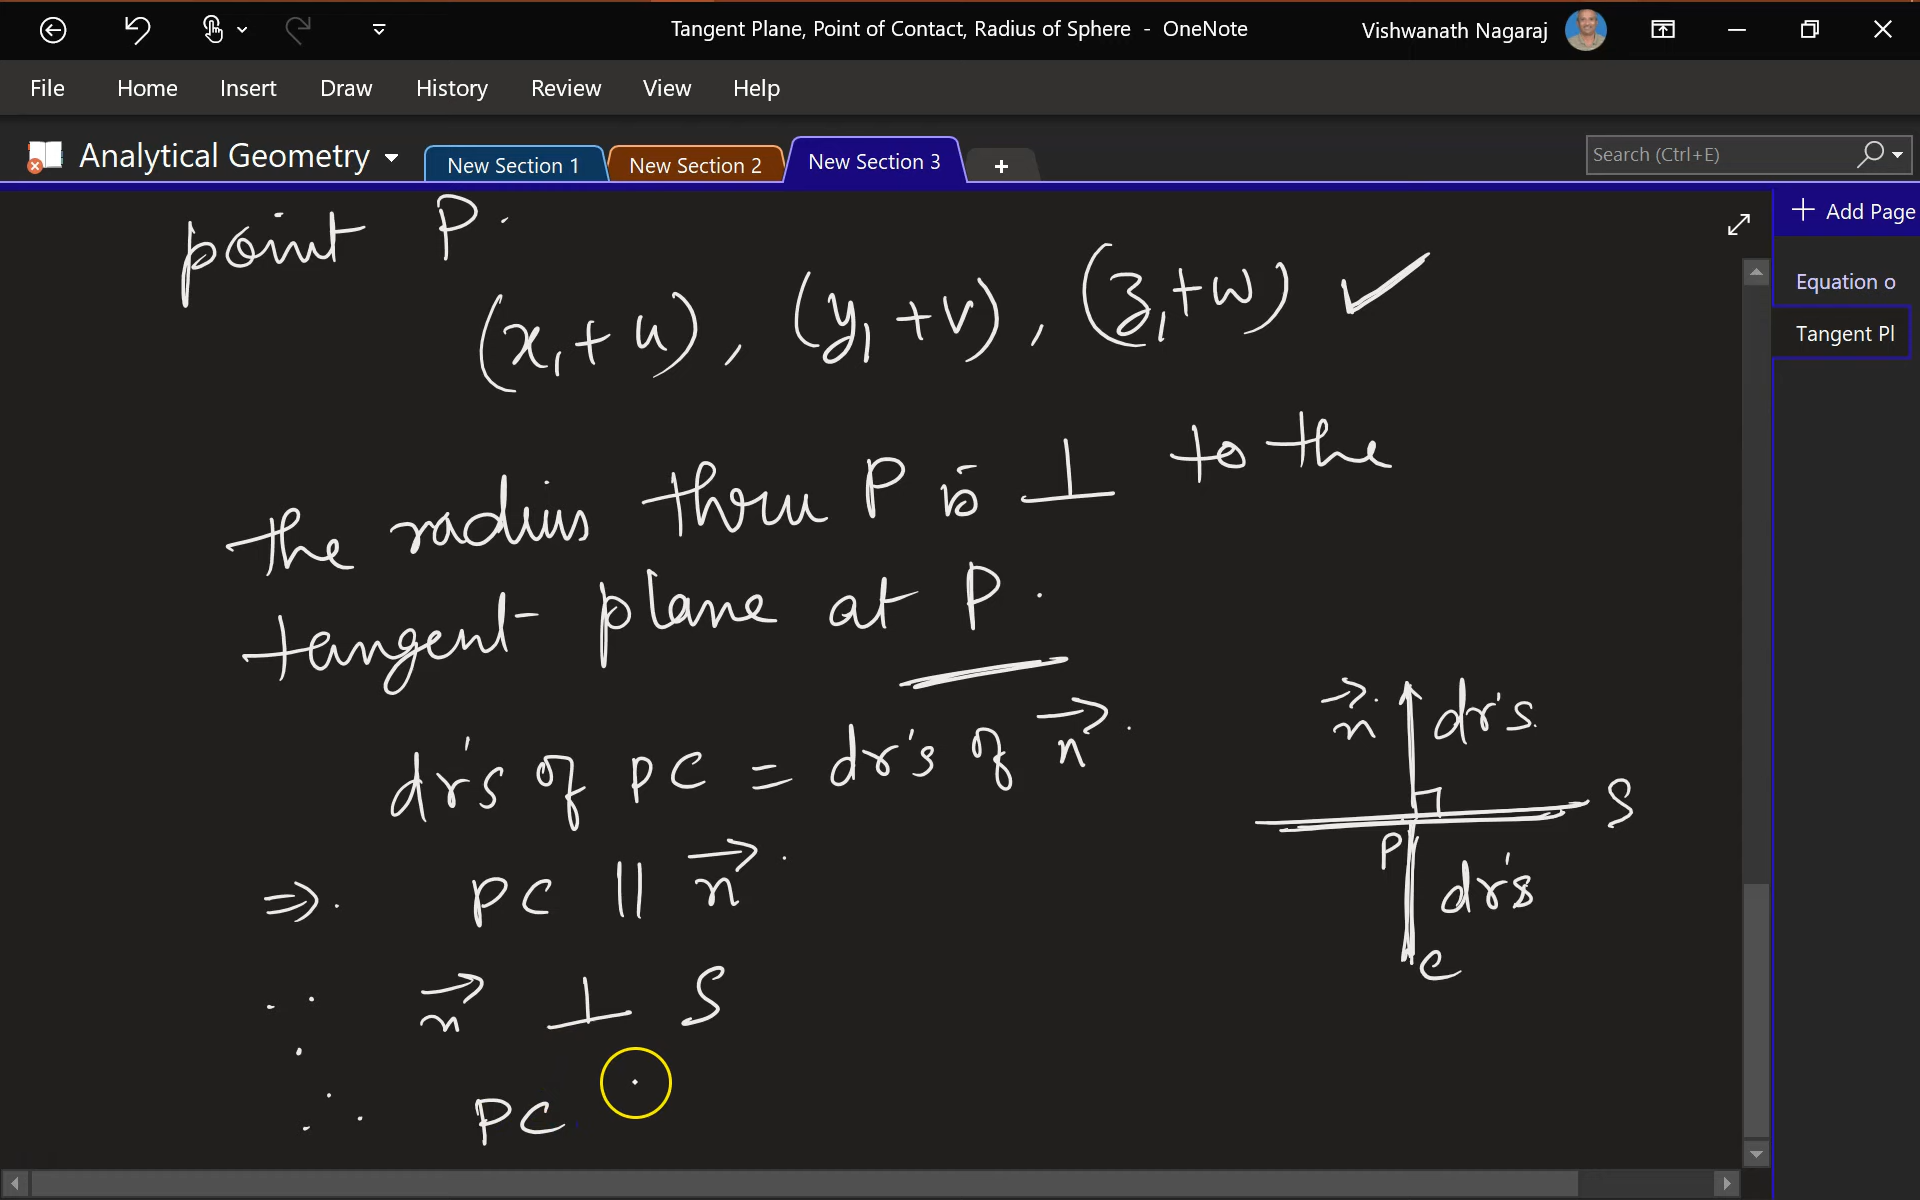 Tangent Plane, Point of Contact, Radius of Sphere - OneNote
Vishwanath Nagaraj
File Home Insert Draw History Review View Help
Analytical Geometry
New Section 1
New Section 2
New Section 3
+
Search (Ctrl+E)
+ Add Page
Equation o
Tangent Pl
point P.
(x₁ + u), (y₁ + v), (z₁ + w) ✓
the radius thru P is ⊥ to the
tangent plane at P.
dr's of PC = dr's of n⃗.
⇒. PC || n⃗.
∵ n⃗ ⊥ S
∴ PC
n⃗. dr's.
S
P
dr's
C